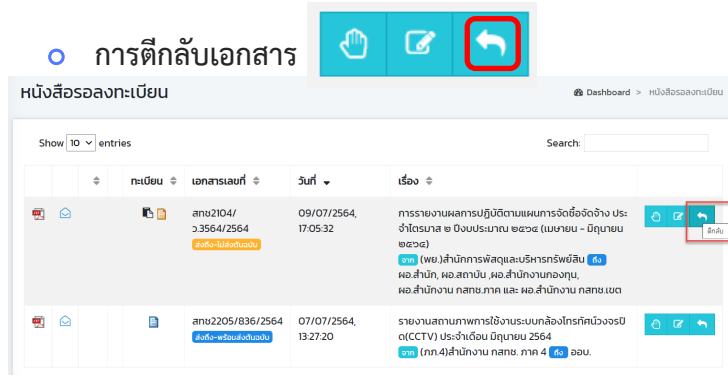 การตีกลับเอกสาร
หนังสือรอลงทะเบียน
Dashboard > หนังสือรอลงทะเบียน
Show 10 entries
Search:
ทะเบียน เอกสารเลขที่ วันที่ เรื่อง
สทช2104/ 09/07/2564, การรายงานผลการปฏิบัติตามแผนการจัดซื้อจัดจ้าง ประ
ว.3564/2564 17:05:32 จำไตรมาส ๒ ปีงบประมาณ ๒๕๖๔ (เมษายน - มิถุนายน
ส่งถึง-ไม่ส่งต้นฉบับ ๒๕๖๔)
ตีกลับ
จาก (พย.)สำนักการพัสดุและบริหารทรัพย์สิน ถึง
ผอ.สำนัก, ผอ.สถาบัน ,ผอ.สำนักงานกองทุน,
ผอ.สำนักงาน กสทช.ภาค และ ผอ.สำนักงาน กสทช.เขต
สทช2205/836/2564 07/07/2564, รายงานสถานภาพการใช้งานระบบกล้องโทรทัศน์วงจรปิ
ส่งถึง-พร้อมส่งต้นฉบับ 13:27:20 ด(CCTV) ประจำเดือน มิถุนายน 2564
จาก (ภภ.4)สำนักงาน กสทช. ภาค 4 ถึง ออบ.